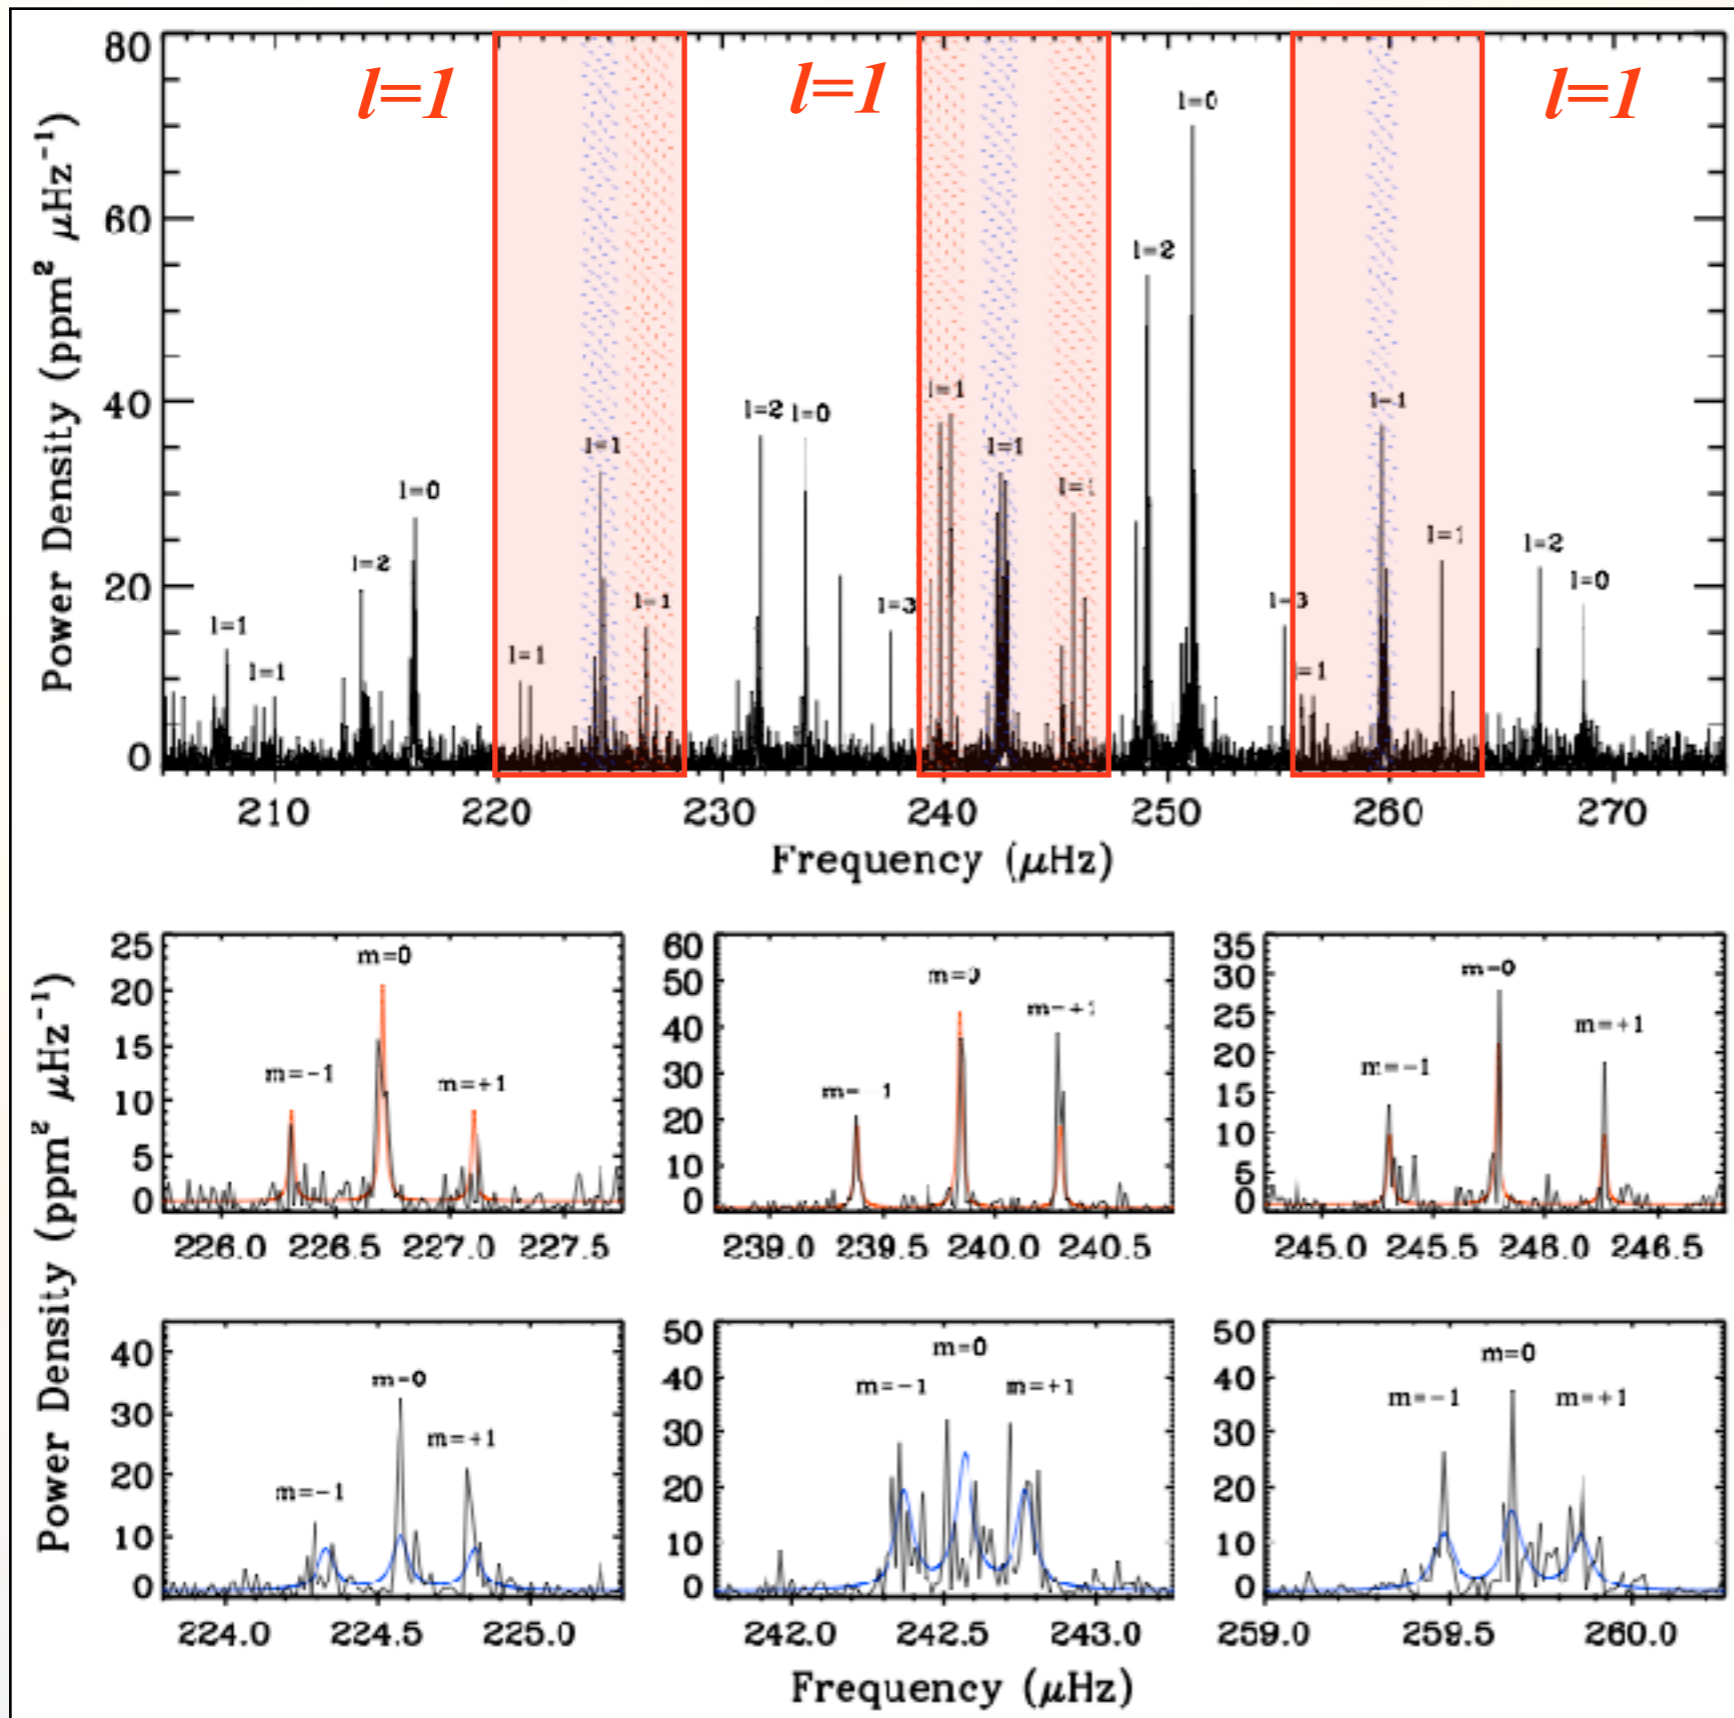 80
60
40
20
0
Power Density (ppm² μHz⁻¹)
l=1 l=1 l=1
l=0
l=2
l=2 l=0
l=1
l=1
l=1
l=1
l=1
l=0
l=2
l=1
l=1
l=1
l=3
l=3
l=1
l=1
l=2
l=0
l=1
l=1
210 220 230 240 250 260 270
Frequency (μHz)
25
20
15
10
5
0
m=-1
m=0
m=+1
226.0 226.5 227.0 227.5
60
50
40
30
20
10
0
m=-1
m=0
m=+1
239.0 239.5 240.0 240.5
35
30
25
20
15
10
5
0
m=-1
m=0
m=+1
245.0 245.5 246.0 246.5
Power Density (ppm² μHz⁻¹)
40
30
20
10
0
m=-1
m=0
m=+1
224.0 224.5 225.0
50
40
30
20
10
0
m=-1
m=0
m=+1
242.0 242.5 243.0
50
40
30
20
10
0
m=-1
m=0
m=+1
259.0 259.5 260.0
Frequency (μHz)